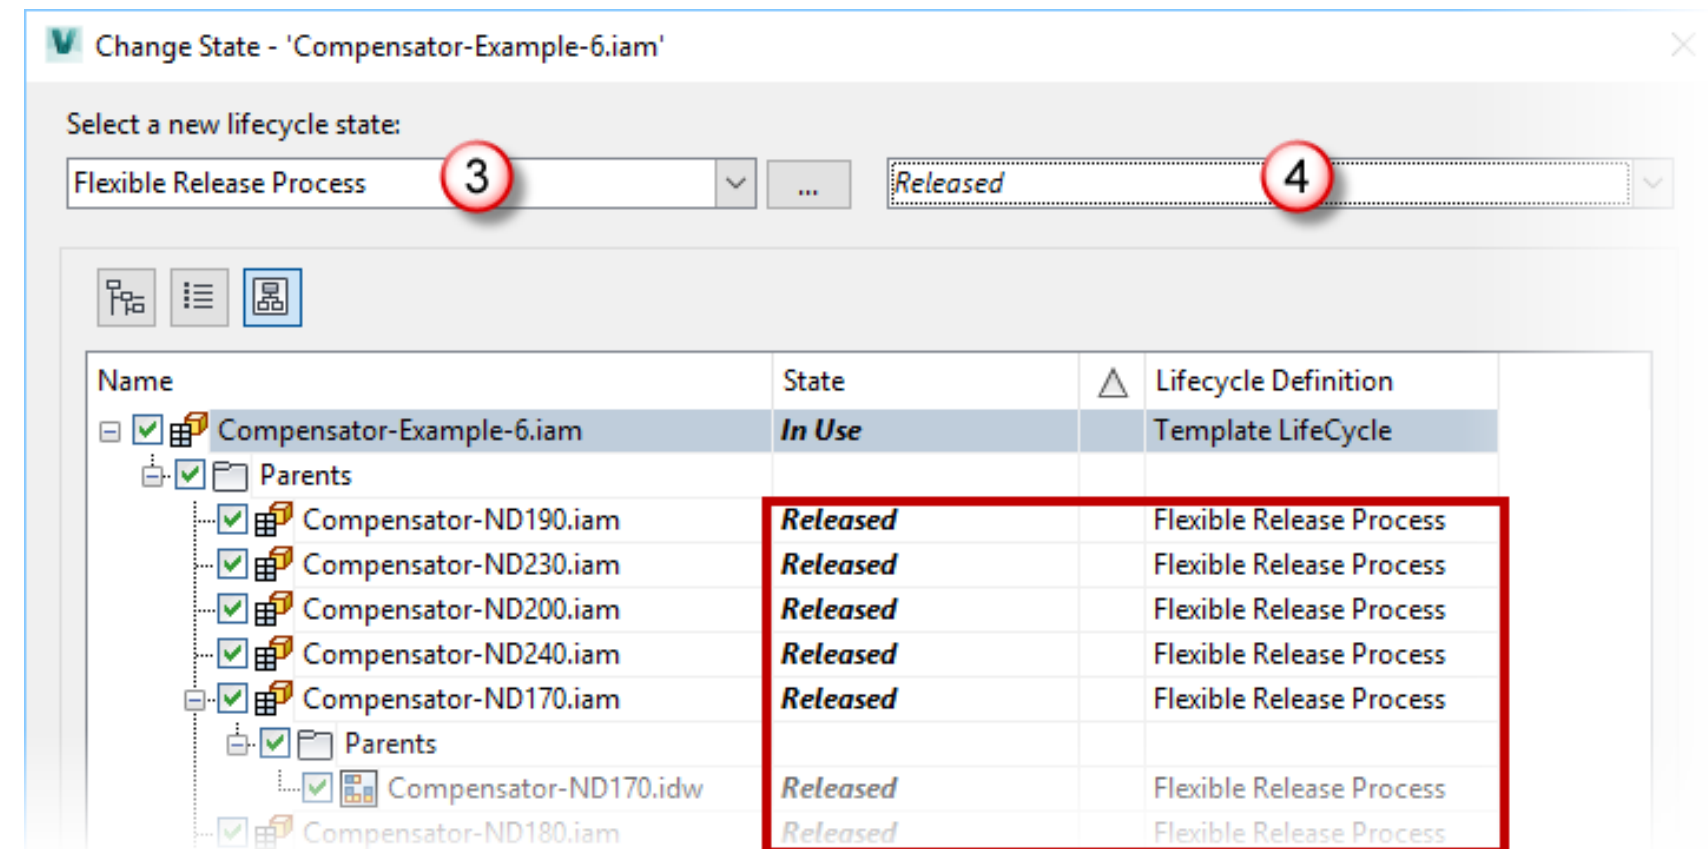 Change State - 'Compensator-Example-6.iam'
Select a new lifecycle state:
Flexible Release Process 3 ... Released 4
Name State Lifecycle Definition
Compensator-Example-6.iam In Use Template LifeCycle
Parents
Compensator-ND190.iam Released Flexible Release Process
Compensator-ND230.iam Released Flexible Release Process
Compensator-ND200.iam Released Flexible Release Process
Compensator-ND240.iam Released Flexible Release Process
Compensator-ND170.iam Released Flexible Release Process
Parents
Compensator-ND170.idw Released Flexible Release Process
Compensator-ND180.iam Released Flexible Release Process